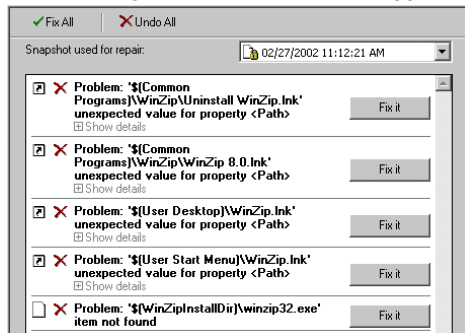 Fix All Undo All
Snapshot used for repair: 02/27/2002 11:12:21 AM
Problem: '$(Common
Programs)\WinZip\Uninstall WinZip.lnk'
unexpected value for property <Path>
Show details
Fix it
Problem: '$(Common
Programs)\WinZip\WinZip 8.0.lnk'
unexpected value for property <Path>
Show details
Fix it
Problem: '$(User Desktop)\WinZip.lnk'
unexpected value for property <Path>
Show details
Fix it
Problem: '$(User Start Menu)\WinZip.lnk'
unexpected value for property <Path>
Show details
Fix it
Problem: '$(WinZipInstallDir)\winzip32.exe'
item not found
Fix it